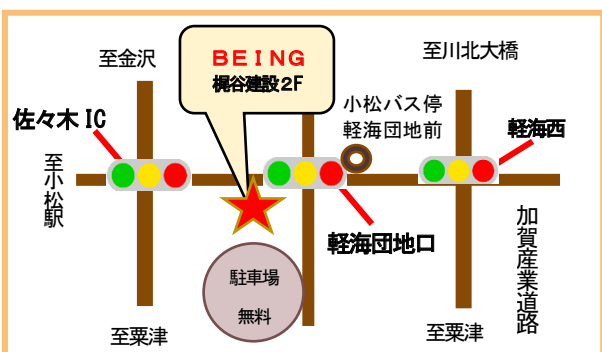 至金沢
BEING
梶谷建設2F
至川北大橋
佐々木IC
小松バス停
軽海団地前
軽海西
至小松駅
軽海団地口
加賀産業道路
駐車場
無料
至粟津
至粟津